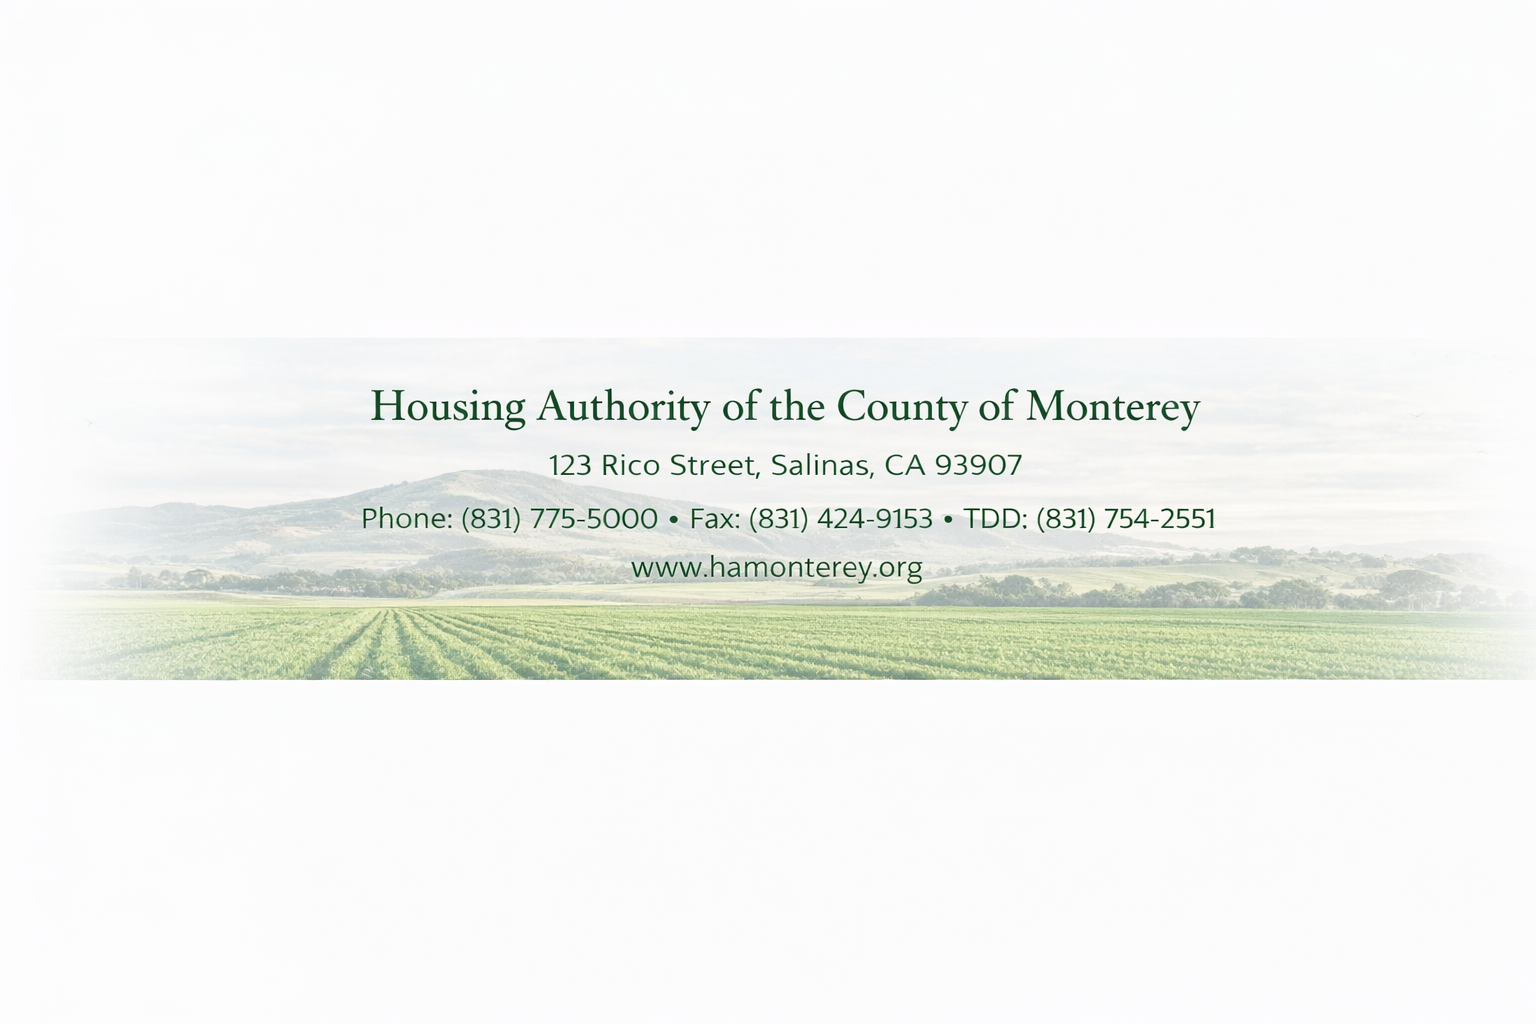 Housing Authority of the County of Monterey
123 Rico Street, Salinas, CA 93907
Phone: (831) 775-5000 • Fax: (831) 424-9153 • TDD: (831) 754-2551
www.hamonterey.org